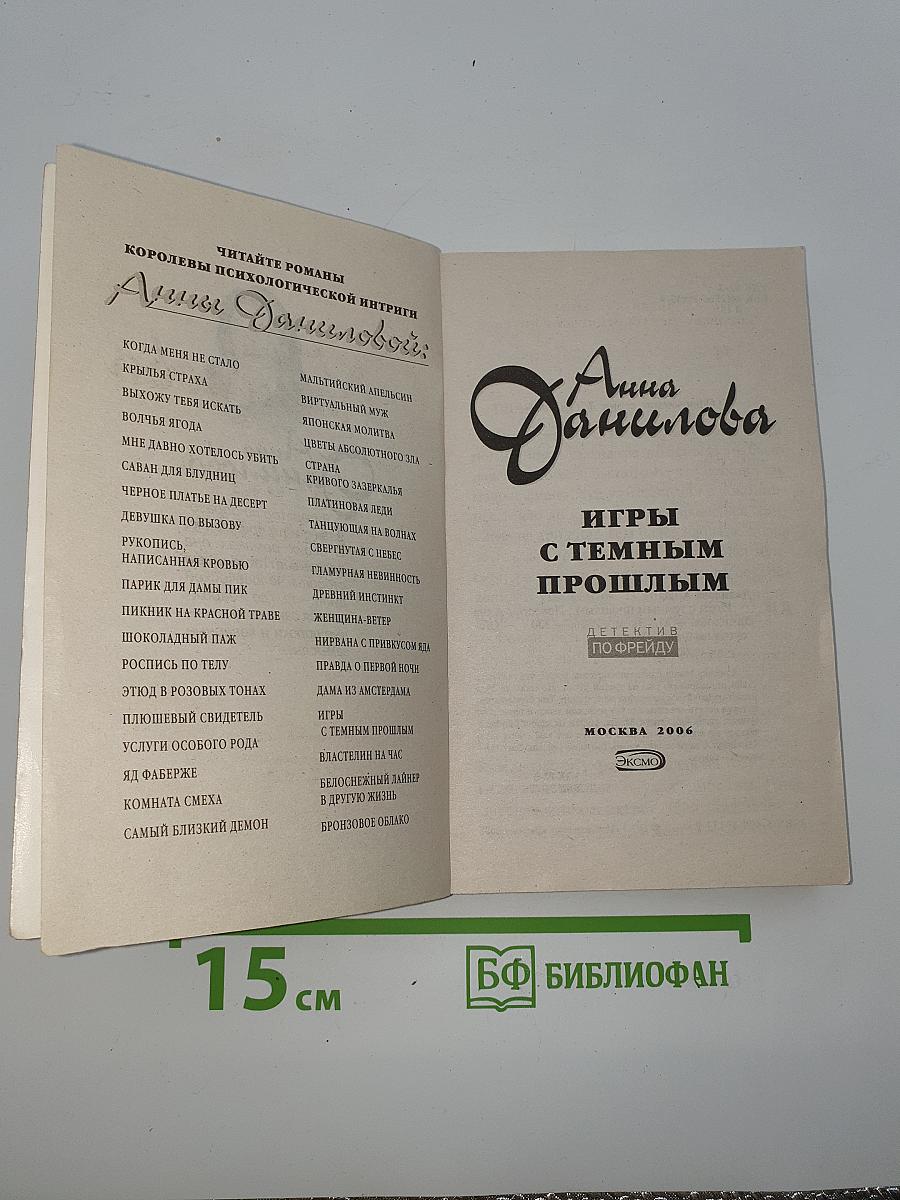 ЧИТАЙТЕ РОМАНЫ
КОРОЛЕВЫ ПСИХОЛОГИЧЕСКОЙ ИНТРИГИ
Анны Даниловой:
КОГДА МЕНЯ НЕ СТАЛО
КРЫЛЬЯ СТРАХА
ВЫХОЖУ ТЕБЯ ИСКАТЬ
ВОЛЧЬЯ ЯГОДА
МНЕ ДАВНО ХОТЕЛОСЬ УБИТЬ
САВАН ДЛЯ БЛУДНИЦ
ЧЕРНОЕ ПЛАТЬЕ НА ДЕСЕРТ
ДЕВУШКА ПО ВЫЗОВУ
РУКОПИСЬ,
НАПИСАННАЯ КРОВЬЮ
ПАРИК ДЛЯ ДАМЫ ПИК
ПИКНИК НА КРАСНОЙ ТРАВЕ
ШОКОЛАДНЫЙ ПАЖ
РОСПИСЬ ПО ТЕЛУ
ЭТЮД В РОЗОВЫХ ТОНАХ
ПЛЮШЕВЫЙ СВИДЕТЕЛЬ
УСЛУГИ ОСОБОГО РОДА
ЯД ФАБЕРЖЕ
КОМНАТА СМЕХА
САМЫЙ БЛИЗКИЙ ДЕМОН
МАЛЬТИЙСКИЙ АПЕЛЬСИН
ВИРТУАЛЬНЫЙ МУЖ
ЯПОНСКАЯ МОЛИТВА
ЦВЕТЫ АБСОЛЮТНОГО ЗЛА
СТРАНА
КРИВОГО ЗАЗЕРКАЛЬЯ
ПЛАТИНОВАЯ ЛЕДИ
ТАНЦУЮЩАЯ НА ВОЛНАХ
СВЕРГНУТАЯ С НЕБЕС
ГЛАМУРНАЯ НЕВИННОСТЬ
ДРЕВНИЙ ИНСТИНКТ
ЖЕНЩИНА-ВЕТЕР
НИРВАНА С ПРИВКУСОМ ЯДА
ПРАВДА О ПЕРВОЙ НОЧИ
ДАМА ИЗ АМСТЕРДАМА
ИГРЫ
С ТЕМНЫМ ПРОШЛЫМ
ВЛАСТЕЛИН НА ЧАС
БЕЛОСНЕЖНЫЙ ЛАЙНЕР
В ДРУГУЮ ЖИЗНЬ
БРОНЗОВОЕ ОБЛАКО
Анна
Данилова
ИГРЫ
С ТЕМНЫМ
ПРОШЛЫМ
ДЕТЕКТИВ
ПО ФРЕЙДУ
МОСКВА 2006
ЭКСМО
15 см
БФ БИБЛИОФАН